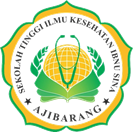 SEKOLAH TINGGI ILMU KESEHATAN IBNU SINA
AJIBARANG